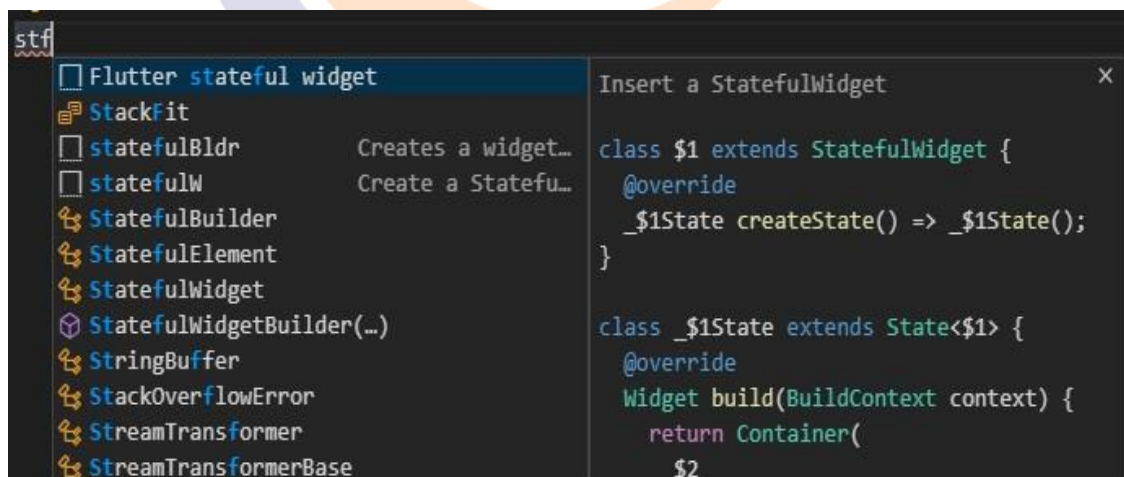 stf
Flutter stateful widget
StackFit
statefulBldr Creates a widget…
statefulW Create a Statefu…
StatefulBuilder
StatefulElement
StatefulWidget
StatefulWidgetBuilder(…)
StringBuffer
StackOverflowError
StreamTransformer
StreamTransformerBase
Insert a StatefulWidget
class $1 extends StatefulWidget {
@override
_$1State createState() => _$1State();
}
class _$1State extends State<$1> {
@override
Widget build(BuildContext context) {
return Container(
$2